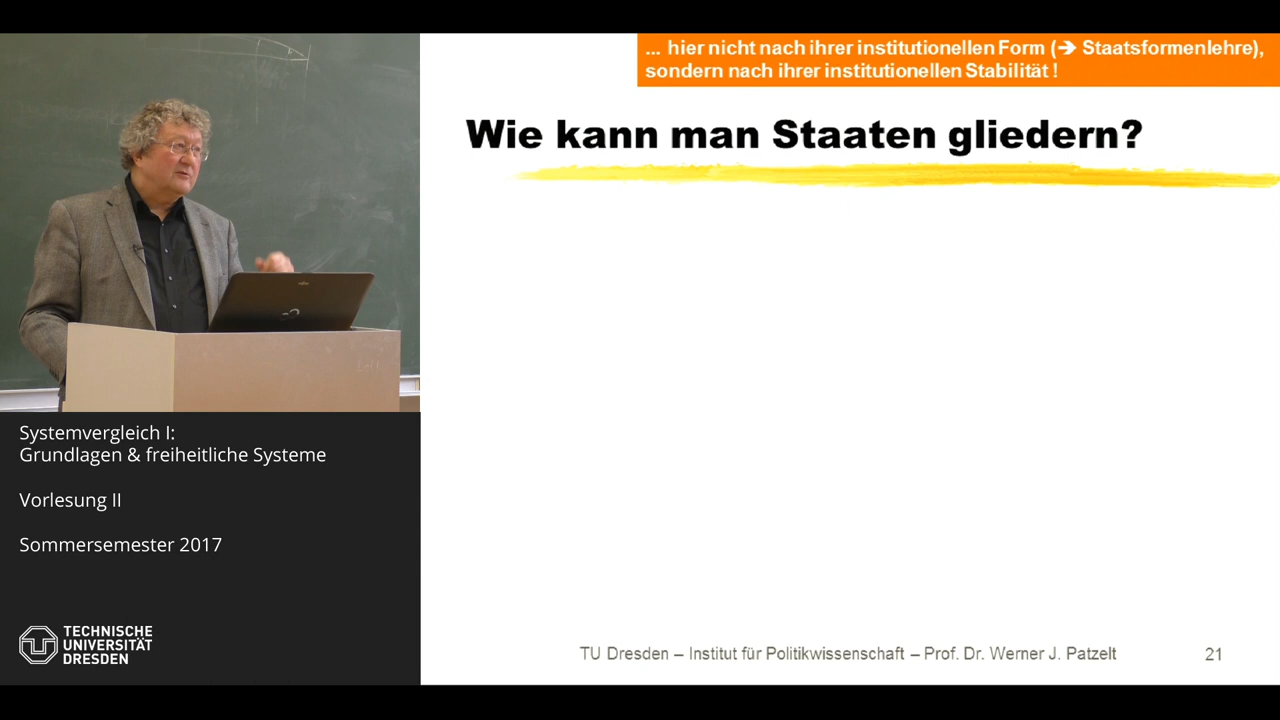 ... hier nicht nach ihrer institutionellen Form (➔ Staatsformenlehre),
sondern nach ihrer institutionellen Stabilität !
Wie kann man Staaten gliedern?
Systemvergleich I:
Grundlagen & freiheitliche Systeme
Vorlesung II
Sommersemester 2017
TECHNISCHE
UNIVERSITÄT
DRESDEN
TU Dresden – Institut für Politikwissenschaft – Prof. Dr. Werner J. Patzelt
21